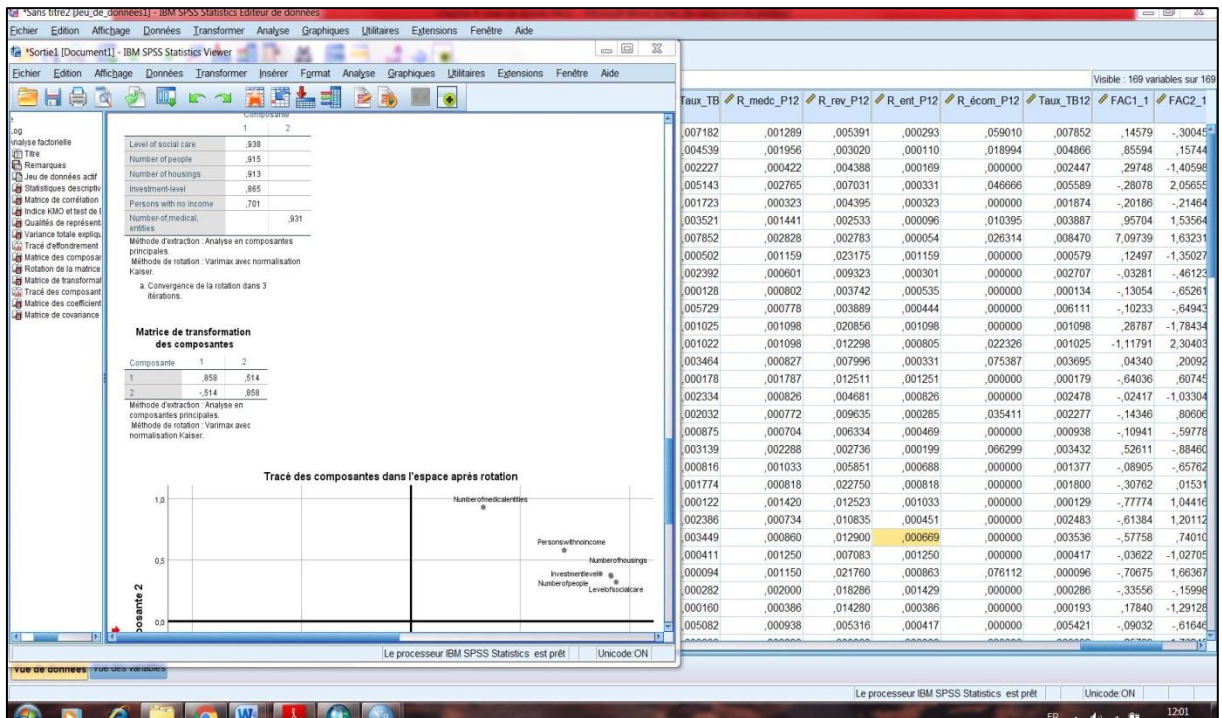 *Sans titre2 [Jeu_de_données1] - IBM SPSS Statistics Editeur de données
Eichier Edition Affichage Données Transformer Analyse Graphiques Utilitaires Extensions Fenêtre Aide
*Sortie1 [Document1] - IBM SPSS Statistics Viewer
Eichier Edition Affichage Données Transformer Insérer Format Analyse Graphiques Utilitaires Extensions Fenêtre Aide
Visible : 169 variables sur 169
Log
Analyse factorielle
Titre
Remarques
Jeu de données actif
Statistiques descriptiv
Matrice de corrélation
Indice KMO et test de E
Qualités de représent
Variance totale expliqu
Tracé d'effondrement
Matrice des composar
Rotation de la matrice
Matrice de transformat
Tracé des composant
Matrice des coefficient
Matrice de covariance
Composante
1 2
Level of social care ,938
Number of people ,915
Number of housings ,913
Investment-level ,865
Persons with no income ,701
Number-of,medical, entities ,931
Méthode d'extraction : Analyse en composantes
principales.
Méthode de rotation : Varimax avec normalisation
Kaiser.
a. Convergence de la rotation dans 3
itérations.
Matrice de transformation
des composantes
Composante 1 2
1 ,858 ,514
2 -,514 ,858
Méthode d'extraction : Analyse en
composantes principales.
Méthode de rotation : Varimax avec
normalisation Kaiser.
Tracé des composantes dans l'espace après rotation
1,0
Numberofmedicalentities
Personswithnoincome
0,5
Numberofhousings
Investmentlevel
Numberofpeople
Levelofsocialcare
posante 2
0,0
Le processeur IBM SPSS Statistics est prêt Unicode:ON
Taux_TB R_medc_P12 R_rev_P12 R_ent_P12 R_écom_P12 Taux_TB12 FAC1_1 FAC2_1
,007182 ,001289 ,005391 ,000293 ,059010 ,007852 ,14579 -,30045
,004539 ,001956 ,003020 ,000110 ,018994 ,004866 ,85594 ,15744
,002227 ,000422 ,004388 ,000169 ,000000 ,002447 ,29748 -1,40598
,005143 ,002765 ,007031 ,000331 ,046666 ,005589 -,28078 2,05655
,001723 ,000323 ,004395 ,000323 ,000000 ,001874 -,20186 -,21464
,003521 ,001441 ,002533 ,000096 ,010395 ,003887 ,95704 1,53564
,007852 ,002828 ,002783 ,000054 ,026314 ,008470 7,09739 1,63231
,000502 ,001159 ,023175 ,001159 ,000000 ,000579 ,12497 -1,35027
,002392 ,000601 ,009323 ,000301 ,000000 ,002707 -,03281 -,46123
,000128 ,000802 ,003742 ,000535 ,000000 ,000134 -,13054 -,65261
,005729 ,000778 ,003889 ,000444 ,000000 ,006111 -,10233 -,64943
,001025 ,001098 ,020856 ,001098 ,000000 ,001098 ,28787 -1,78434
,001022 ,001098 ,012298 ,000805 ,022326 ,001025 -1,11791 2,30403
,003464 ,000827 ,007996 ,000331 ,075387 ,003695 ,04340 ,20092
,000178 ,001787 ,012511 ,001251 ,000000 ,000179 -,64036 ,60745
,002334 ,000826 ,004681 ,000826 ,000000 ,002478 -,02417 -1,03304
,002032 ,000772 ,009635 ,000285 ,035411 ,002277 -,14346 ,80606
,000875 ,000704 ,006334 ,000469 ,000000 ,000938 -,10941 -,59778
,003139 ,002288 ,002736 ,000199 ,066299 ,003432 ,52611 -,88460
,000816 ,001033 ,005851 ,000688 ,000000 ,001377 -,08905 -,65762
,001774 ,000818 ,022750 ,000818 ,000000 ,001800 -,30762 ,01531
,000122 ,001420 ,012523 ,001033 ,000000 ,000129 -,77774 1,04416
,002386 ,000734 ,010835 ,000451 ,000000 ,002483 -,61384 1,20112
,003449 ,000860 ,012900 ,000669 ,000000 ,003536 -,57758 ,74010
,000411 ,001250 ,007083 ,001250 ,000000 ,000417 -,03622 -1,02705
,000094 ,001150 ,021760 ,000863 ,076112 ,000096 -,70675 1,66367
,000282 ,002000 ,018286 ,001429 ,000000 ,000286 -,33556 -,15998
,000160 ,000386 ,014280 ,000386 ,000000 ,000193 ,17840 -1,29128
,005082 ,000938 ,005316 ,000417 ,000000 ,005421 -,09032 -,61646
Vue de données Vue des variables
Le processeur IBM SPSS Statistics est prêt Unicode:ON
FR 12:01